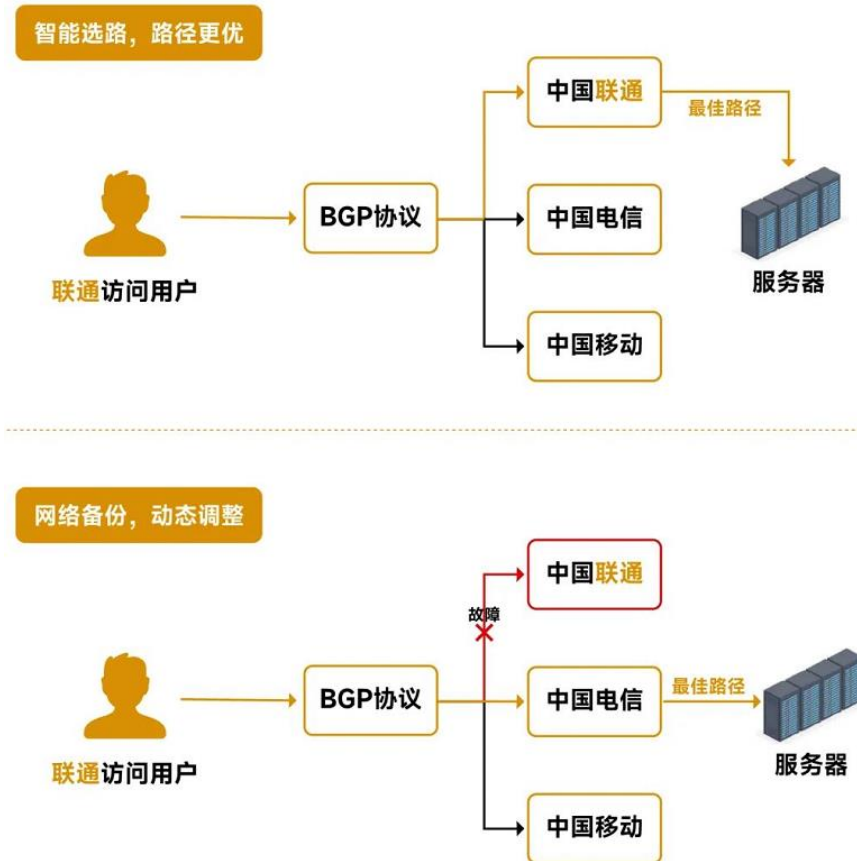 智能选路，路径更优
中国联通
最佳路径
BGP协议
中国电信
联通访问用户
服务器
中国移动
网络备份，动态调整
中国联通
故障
BGP协议
中国电信
最佳路径
联通访问用户
服务器
中国移动